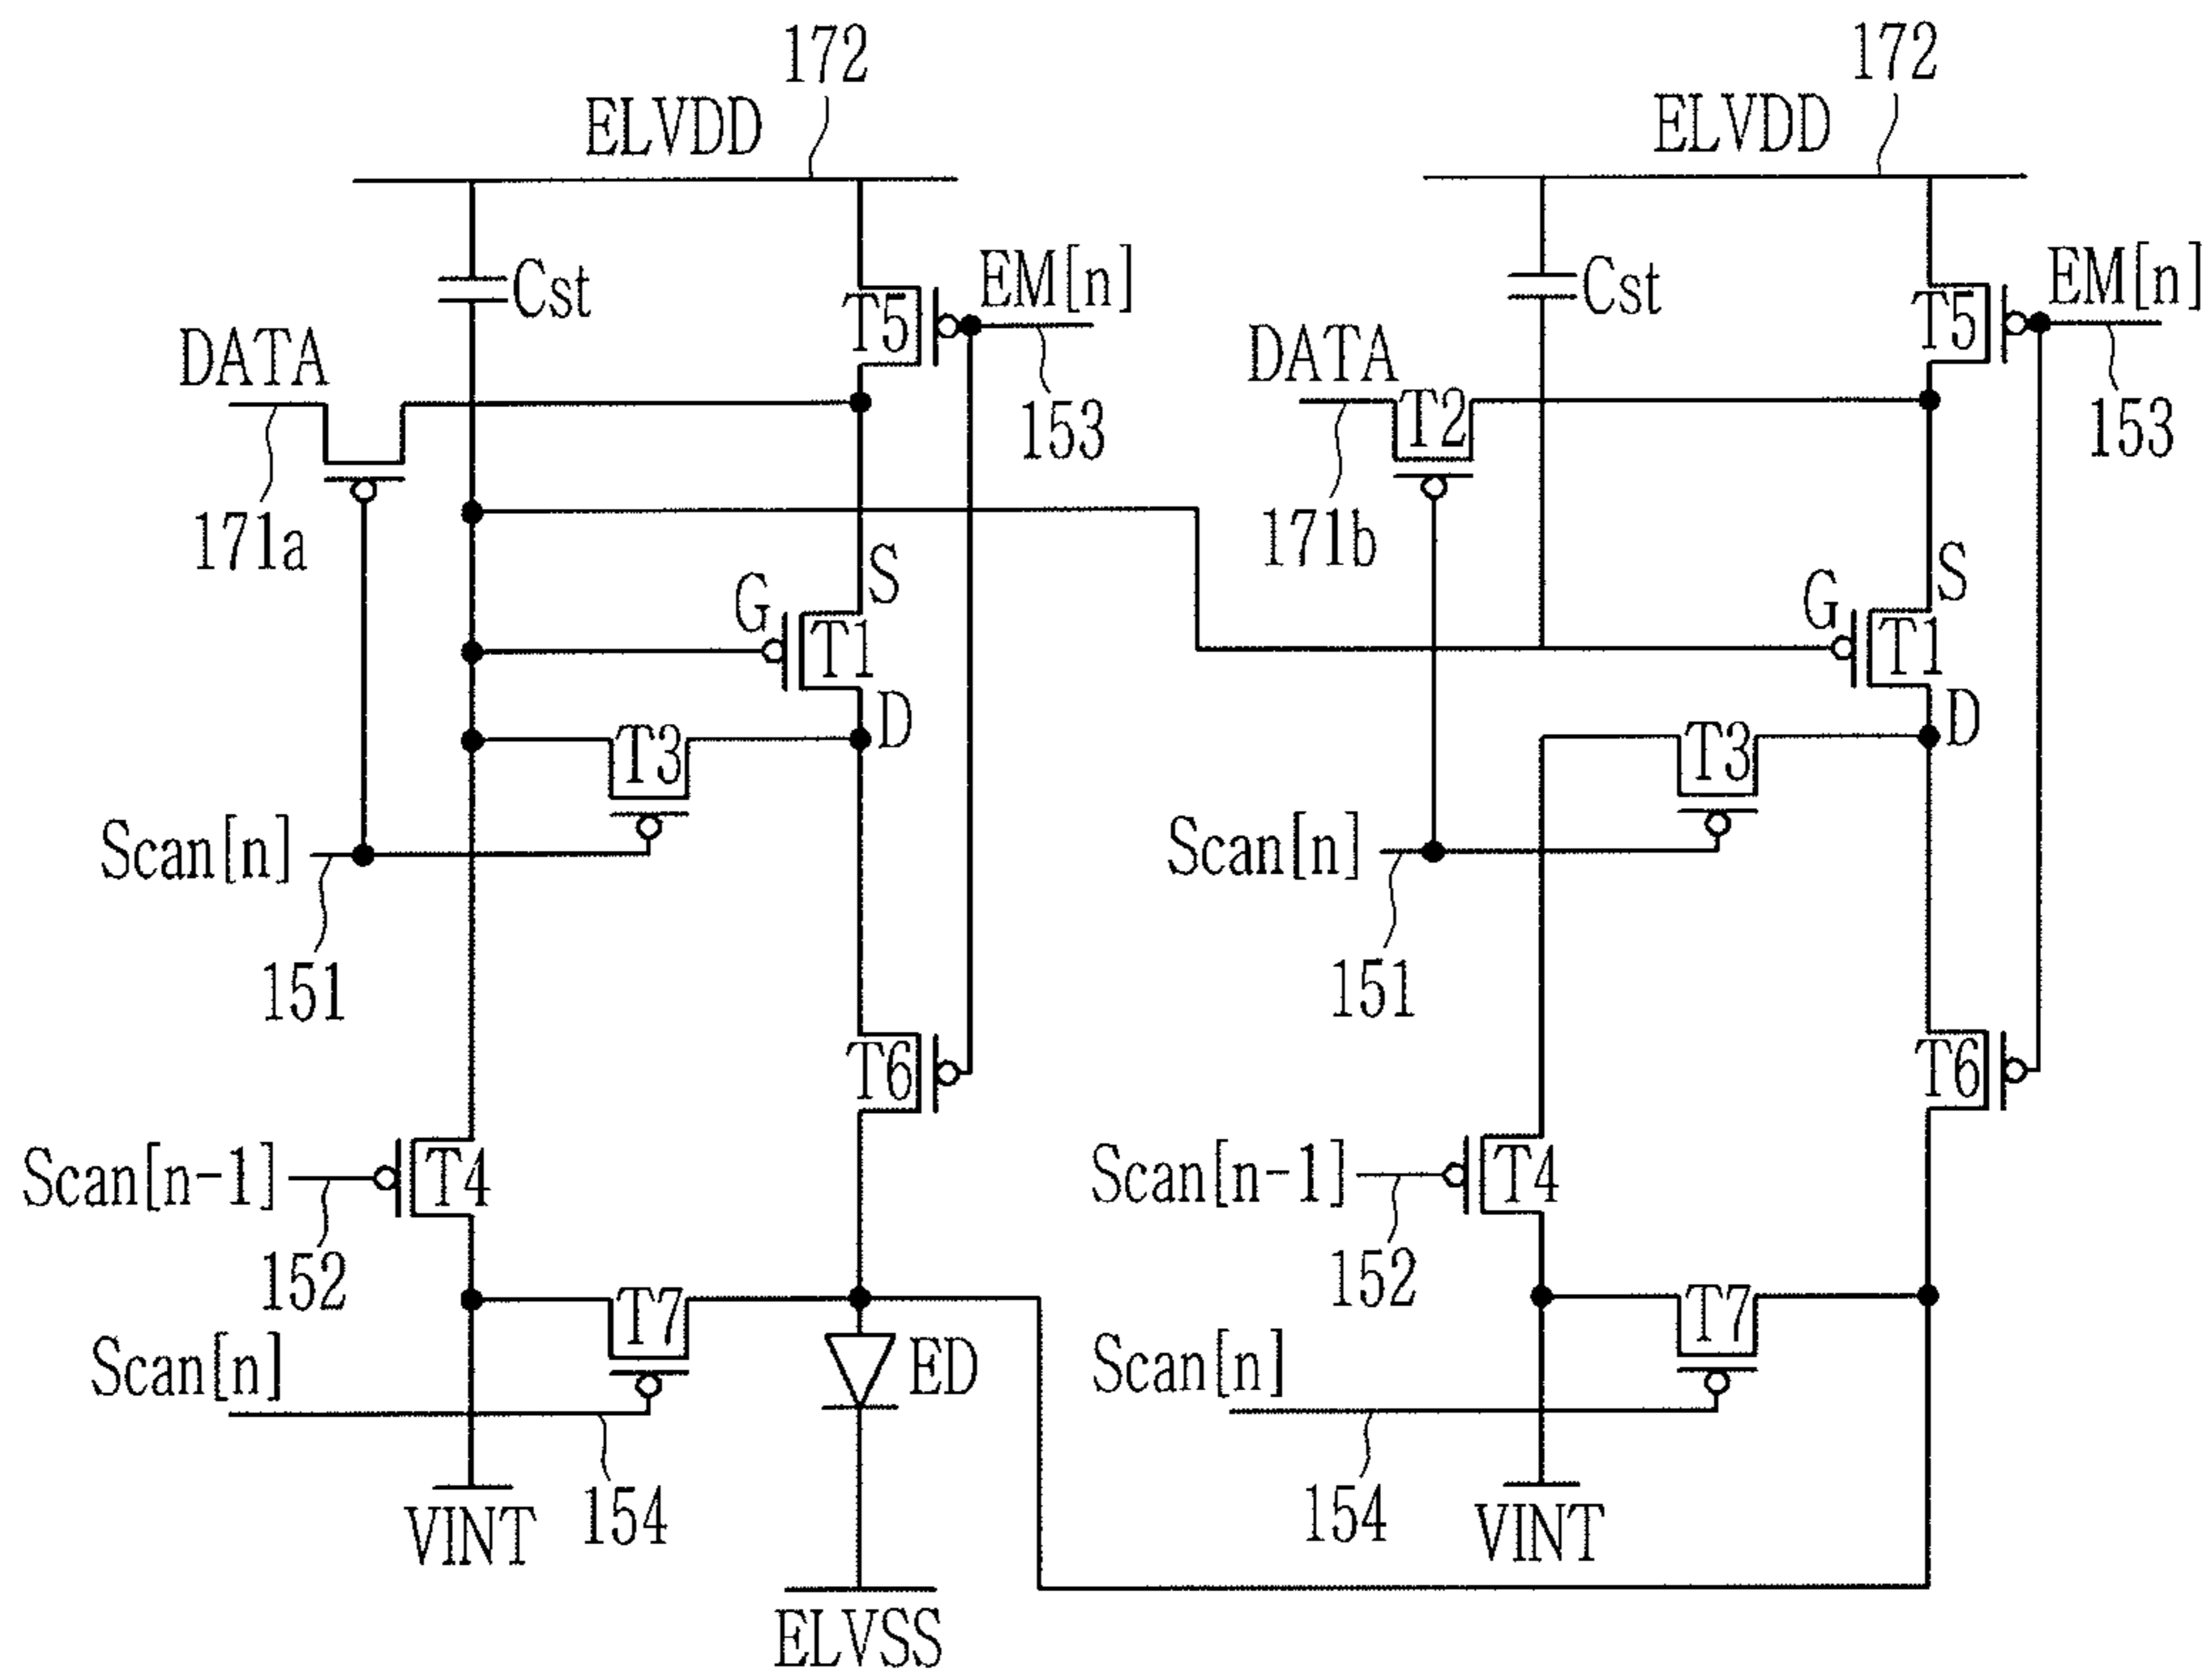 172
172
ELVDD
ELVDD
Cst
T5
EM[n]
Cst
T5
EM[n]
DATA
153
DATA
T2
153
171a
171b
S
S
G
T1
G
T1
D
D
T3
T3
Scan[n]
Scan[n]
151
151
T6
T6
Scan[n-1]
T4
Scan[n-1]
T4
152
152
T7
T7
Scan[n]
ED
Scan[n]
154
154
VINT
VINT
ELVSS